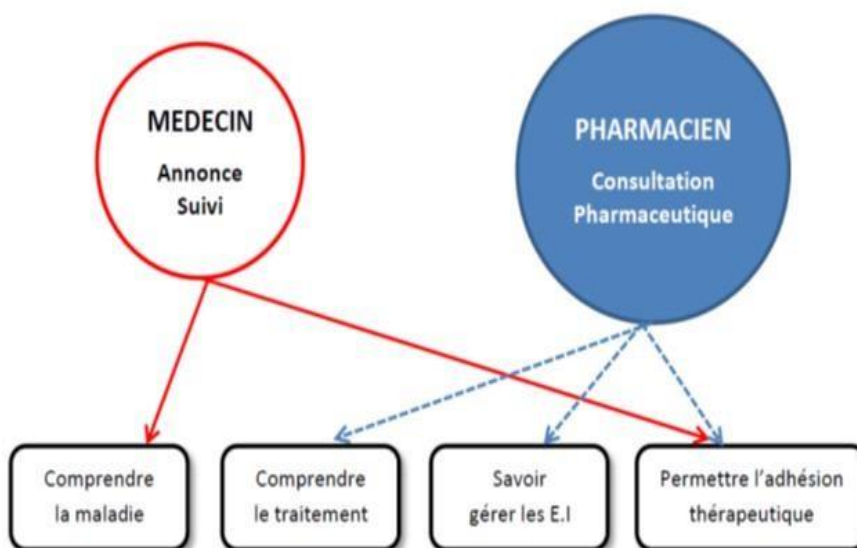 MEDECIN
Annonce
Suivi
PHARMACIEN
Consultation
Pharmaceutique
Comprendre
la maladie
Comprendre
le traitement
Savoir
gérer les E.I
Permettre l'adhésion
thérapeutique